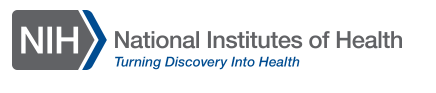 NIH National Institutes of Health
Turning Discovery Into Health